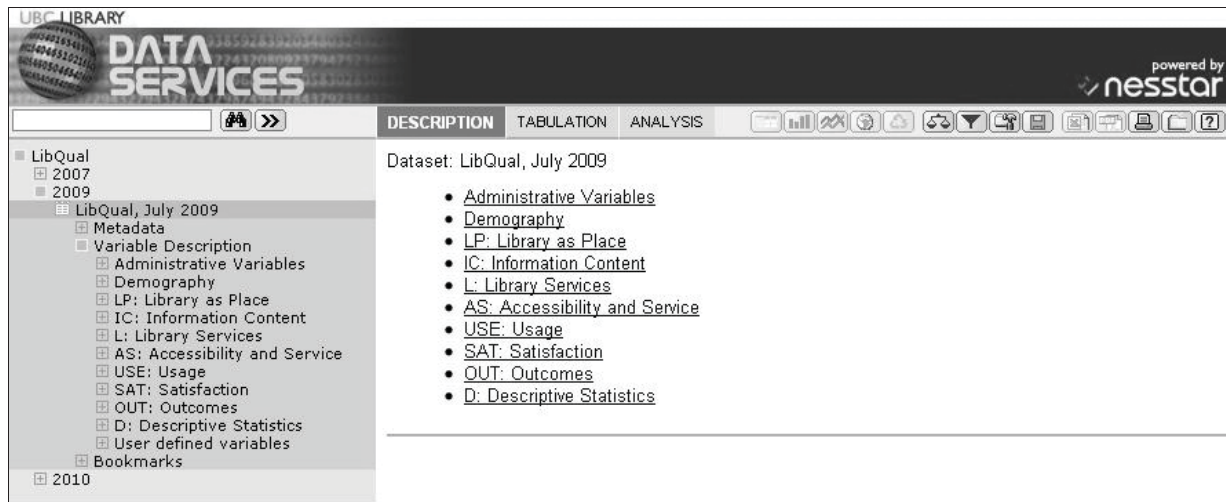 UBC LIBRARY
DATA
SERVICES
powered by
nesstar
DESCRIPTION TABULATION ANALYSIS
LibQual
2007
2009
LibQual, July 2009
Metadata
Variable Description
Administrative Variables
Demography
LP: Library as Place
IC: Information Content
L: Library Services
AS: Accessibility and Service
USE: Usage
SAT: Satisfaction
OUT: Outcomes
D: Descriptive Statistics
User defined variables
Bookmarks
2010
Dataset: LibQual, July 2009
• Administrative Variables
• Demography
• LP: Library as Place
• IC: Information Content
• L: Library Services
• AS: Accessibility and Service
• USE: Usage
• SAT: Satisfaction
• OUT: Outcomes
• D: Descriptive Statistics